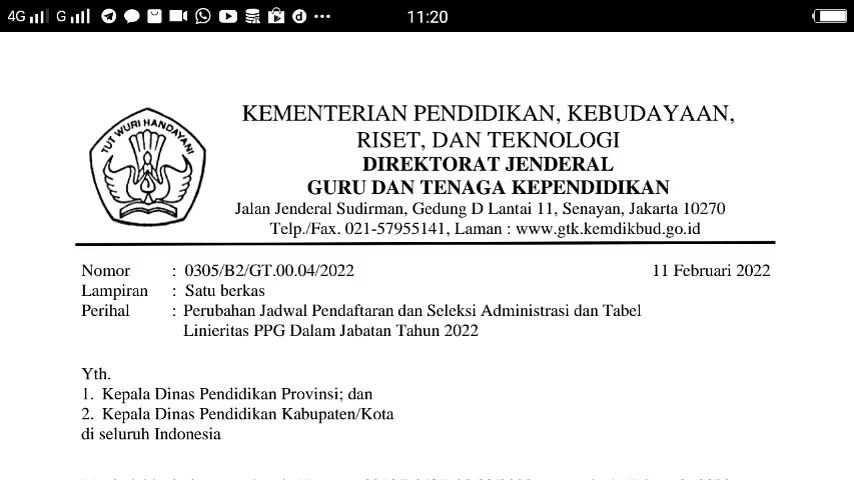 4G G 11:20
TUT WURI HANDAYANI
KEMENTERIAN PENDIDIKAN, KEBUDAYAAN,
RISET, DAN TEKNOLOGI
DIREKTORAT JENDERAL
GURU DAN TENAGA KEPENDIDIKAN
Jalan Jenderal Sudirman, Gedung D Lantai 11, Senayan, Jakarta 10270
Telp./Fax. 021-57955141, Laman : www.gtk.kemdikbud.go.id
Nomor : 0305/B2/GT.00.04/2022 11 Februari 2022
Lampiran : Satu berkas
Perihal : Perubahan Jadwal Pendaftaran dan Seleksi Administrasi dan Tabel
Linieritas PPG Dalam Jabatan Tahun 2022
Yth.
1. Kepala Dinas Pendidikan Provinsi; dan
2. Kepala Dinas Pendidikan Kabupaten/Kota
di seluruh Indonesia